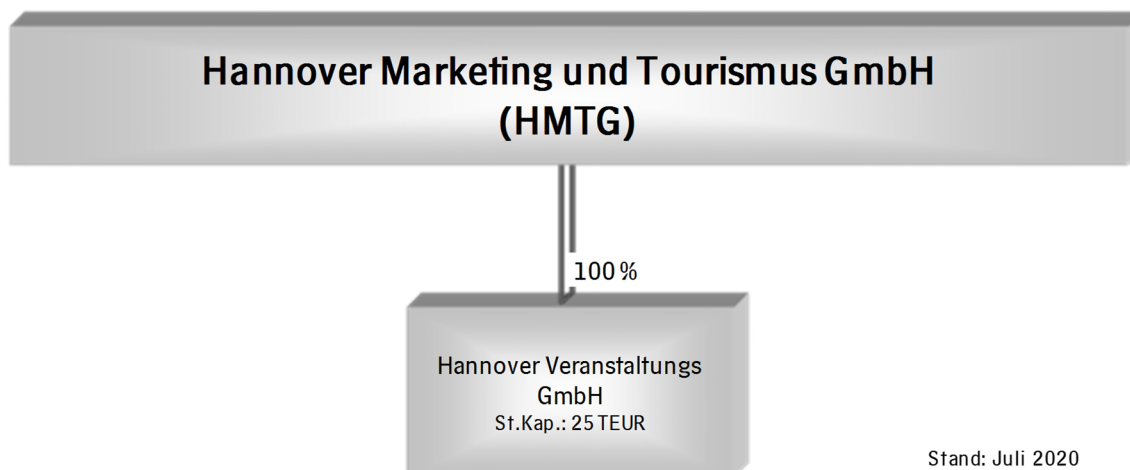 Hannover Marketing und Tourismus GmbH
(HMTG)
100 %
Hannover Veranstaltungs
GmbH
St.Kap.: 25 TEUR
Stand: Juli 2020